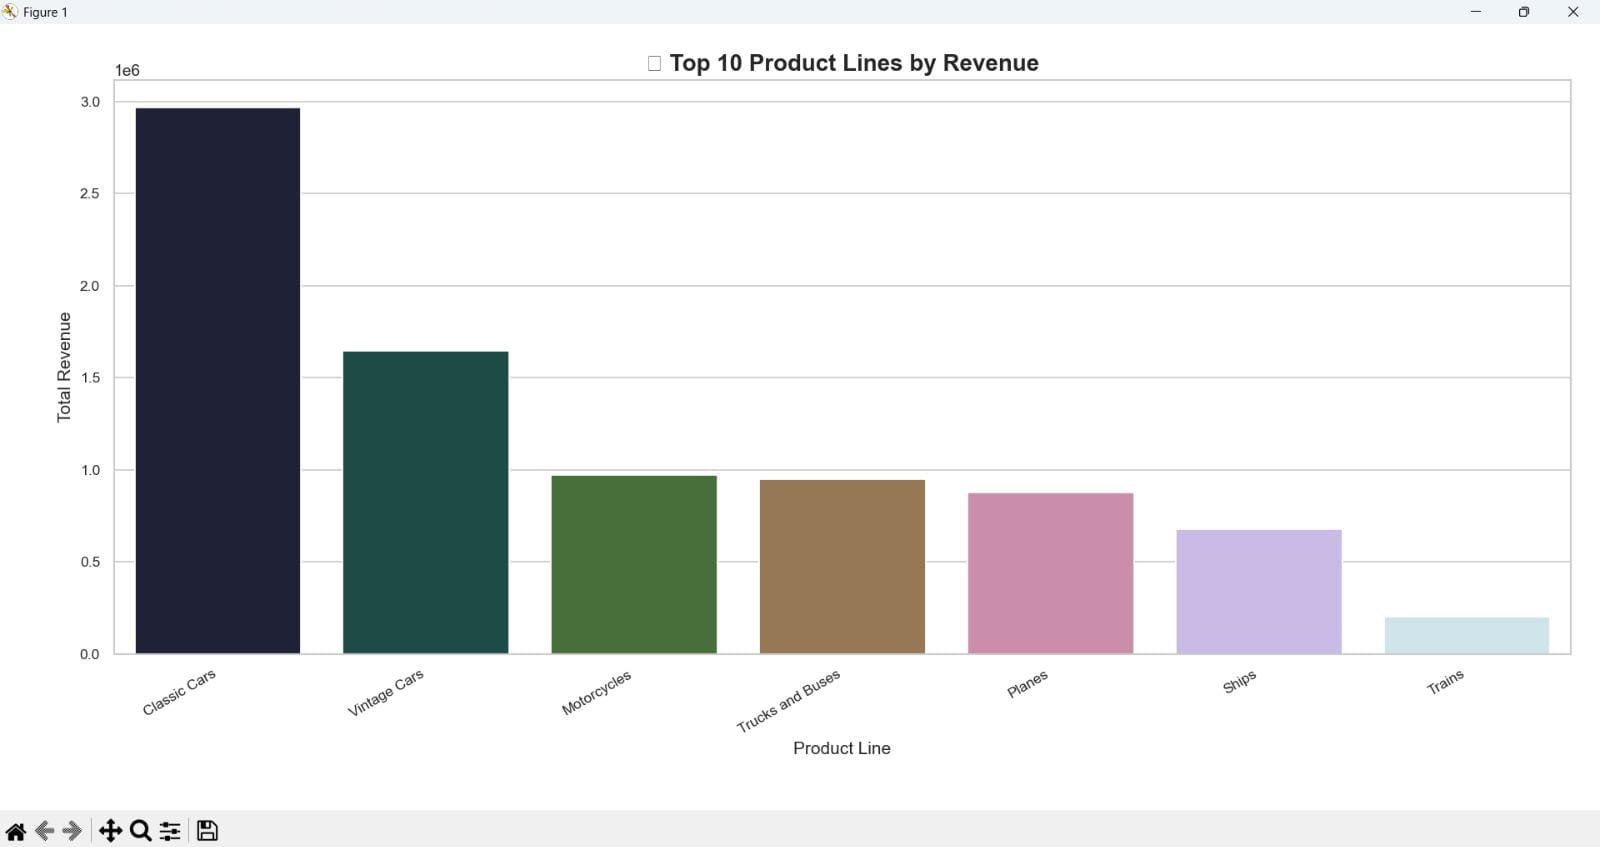 Figure 1
□ Top 10 Product Lines by Revenue
1e6
3.0
2.5
2.0
1.5
1.0
0.5
0.0
Total Revenue
Classic Cars
Vintage Cars
Motorcycles
Trucks and Buses
Planes
Ships
Trains
Product Line